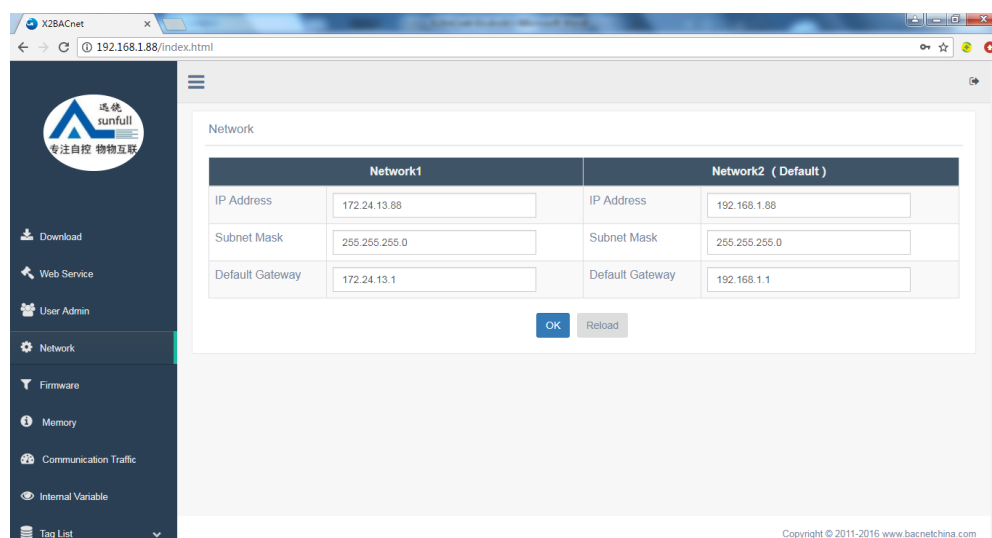 X2BACnet
192.168.1.88/index.html
迅饶
sunfull
专注自控 物物互联
Download
Web Service
User Admin
Network
Firmware
Memory
Communication Traffic
Internal Variable
Tag List
Network
Network1 Network2 ( Default )
IP Address 172.24.13.88 IP Address 192.168.1.88
Subnet Mask 255.255.255.0 Subnet Mask 255.255.255.0
Default Gateway 172.24.13.1 Default Gateway 192.168.1.1
OK Reload
Copyright © 2011-2016 www.bacnetchina.com